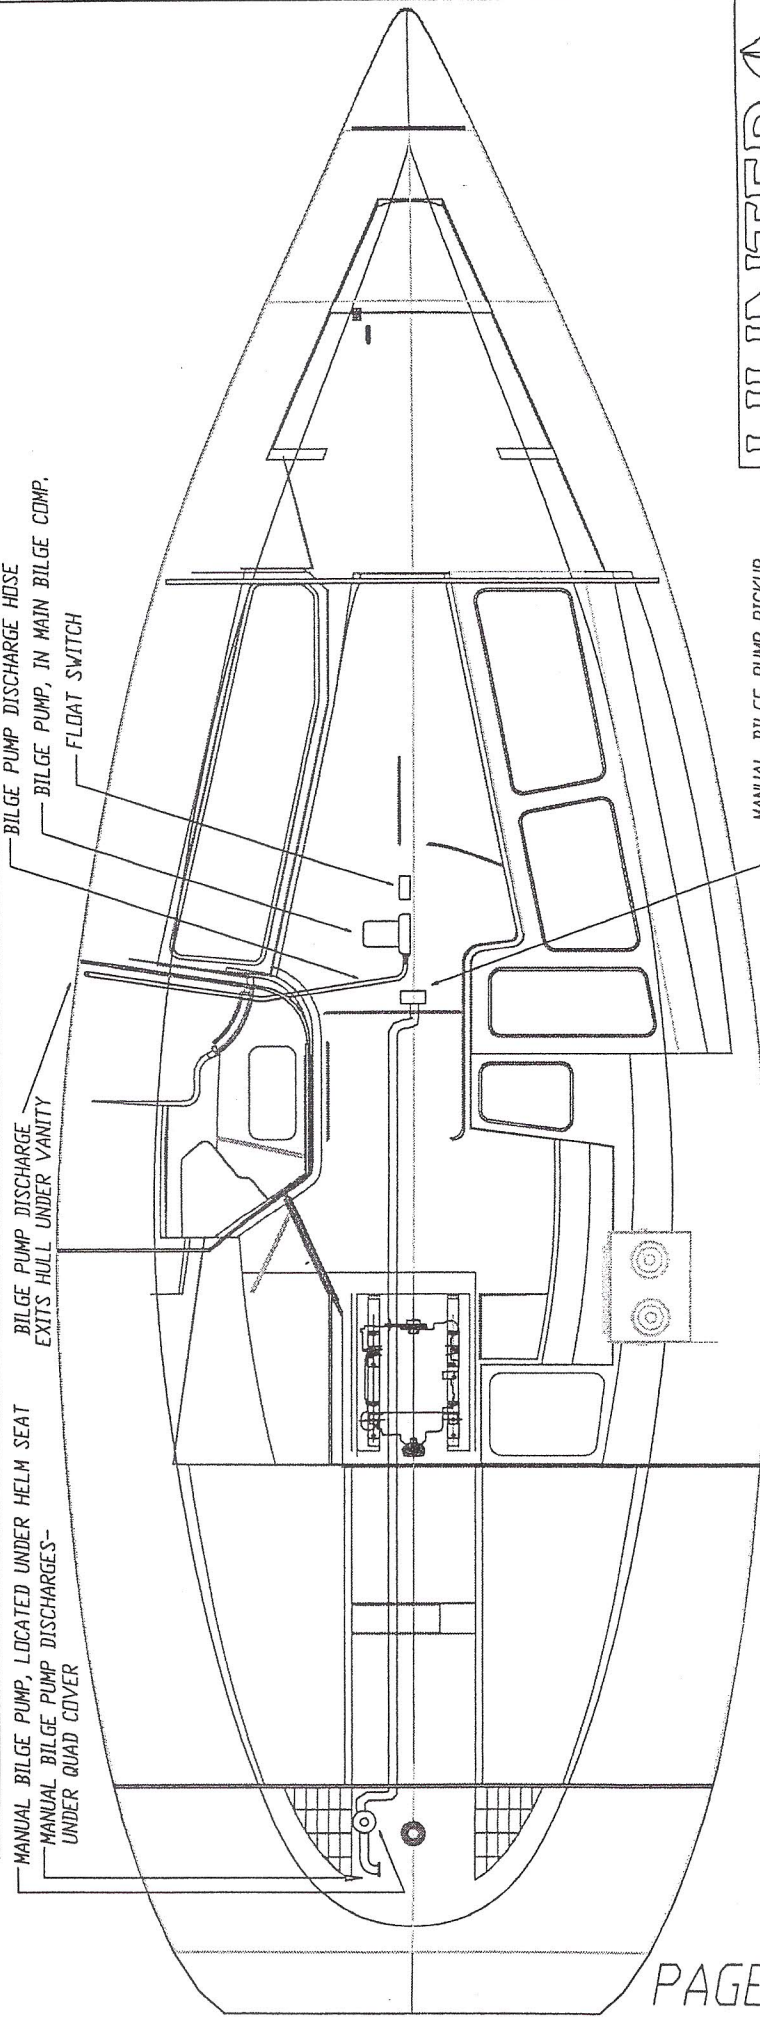 MANUAL BILGE PUMP, LOCATED UNDER HELM SEAT
MANUAL BILGE PUMP DISCHARGES-
UNDER QUAD COVER
BILGE PUMP DISCHARGE
EXITS HULL UNDER VANITY
BILGE PUMP DISCHARGE HOSE
BILGE PUMP, IN MAIN BILGE COMP.
FLOAT SWITCH
MANUAL BILGE PUMP PICKUP
HUNTER
PAGE